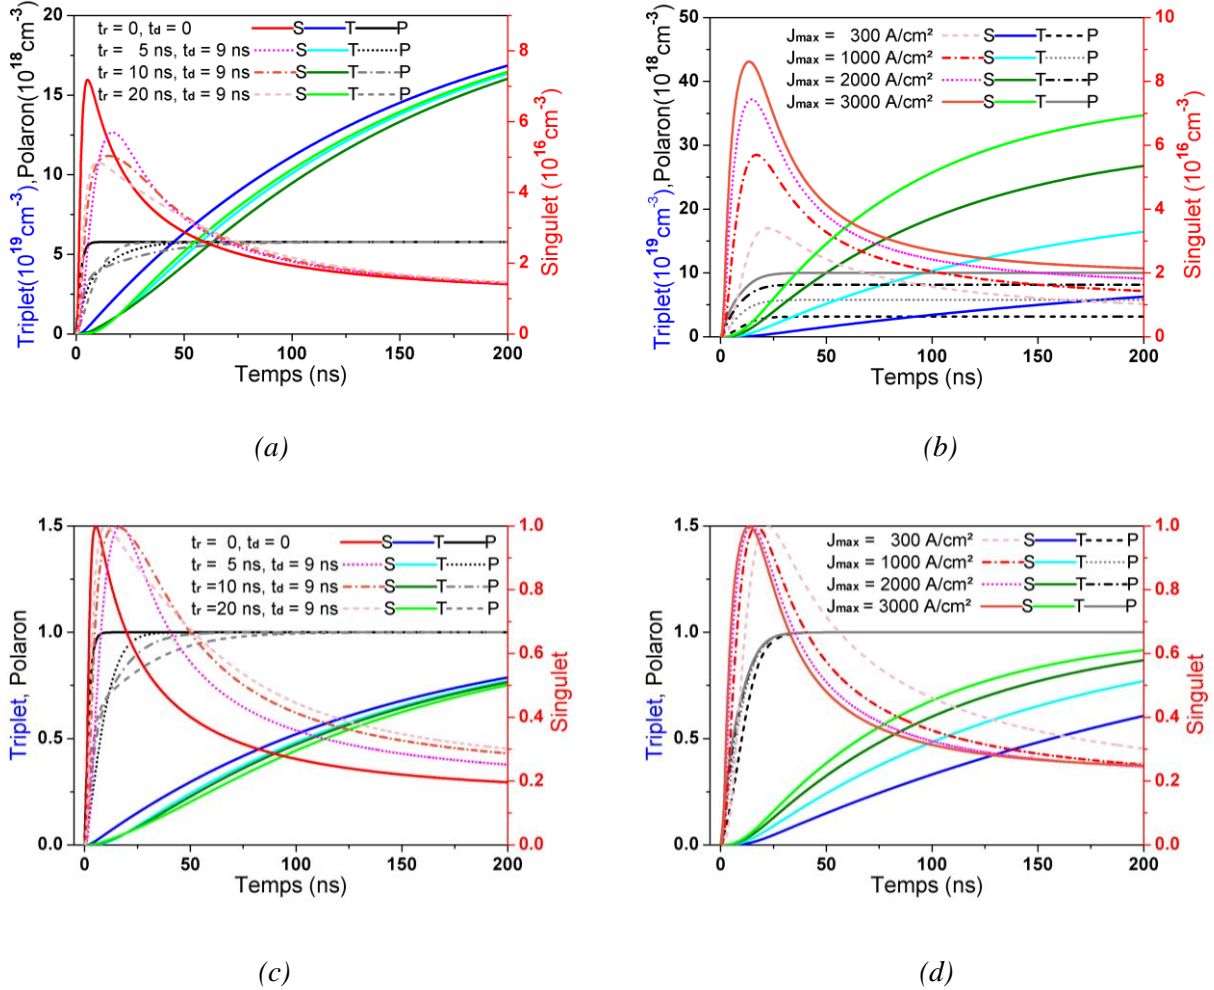 20
15
10
5
0
0
50
100
150
200
8
6
4
2
0
Triplet(10¹⁹cm⁻³),Polaron(10¹⁸cm⁻³)
Singulet (10¹⁶cm⁻³)
Temps (ns)
tr = 0, td = 0 S T P
tr = 5 ns, td = 9 ns S T P
tr = 10 ns, td = 9 ns S T P
tr = 20 ns, td = 9 ns S T P
(a)
50
40
30
20
10
0
0
50
100
150
200
10
8
6
4
2
0
Triplet(10¹⁹cm⁻³),Polaron(10¹⁸cm⁻³)
Singulet (10¹⁶cm⁻³)
Temps (ns)
Jmax = 300 A/cm² S T P
Jmax = 1000 A/cm² S T P
Jmax = 2000 A/cm² S T P
Jmax = 3000 A/cm² S T P
(b)
1.5
1.0
0.5
0.0
0
50
100
150
200
1.0
0.8
0.6
0.4
0.2
0.0
Triplet, Polaron
Singulet
Temps (ns)
tr = 0, td = 0 S T P
tr = 5 ns, td = 9 ns S T P
tr =10 ns, td = 9 ns S T P
tr =20 ns, td = 9 ns S T P
(c)
1.5
1.0
0.5
0.0
0
50
100
150
200
1.0
0.8
0.6
0.4
0.2
0.0
Triplet, Polaron
Singulet
Temps (ns)
Jmax = 300 A/cm² S T P
Jmax = 1000 A/cm² S T P
Jmax = 2000 A/cm² S T P
Jmax = 3000 A/cm² S T P
(d)